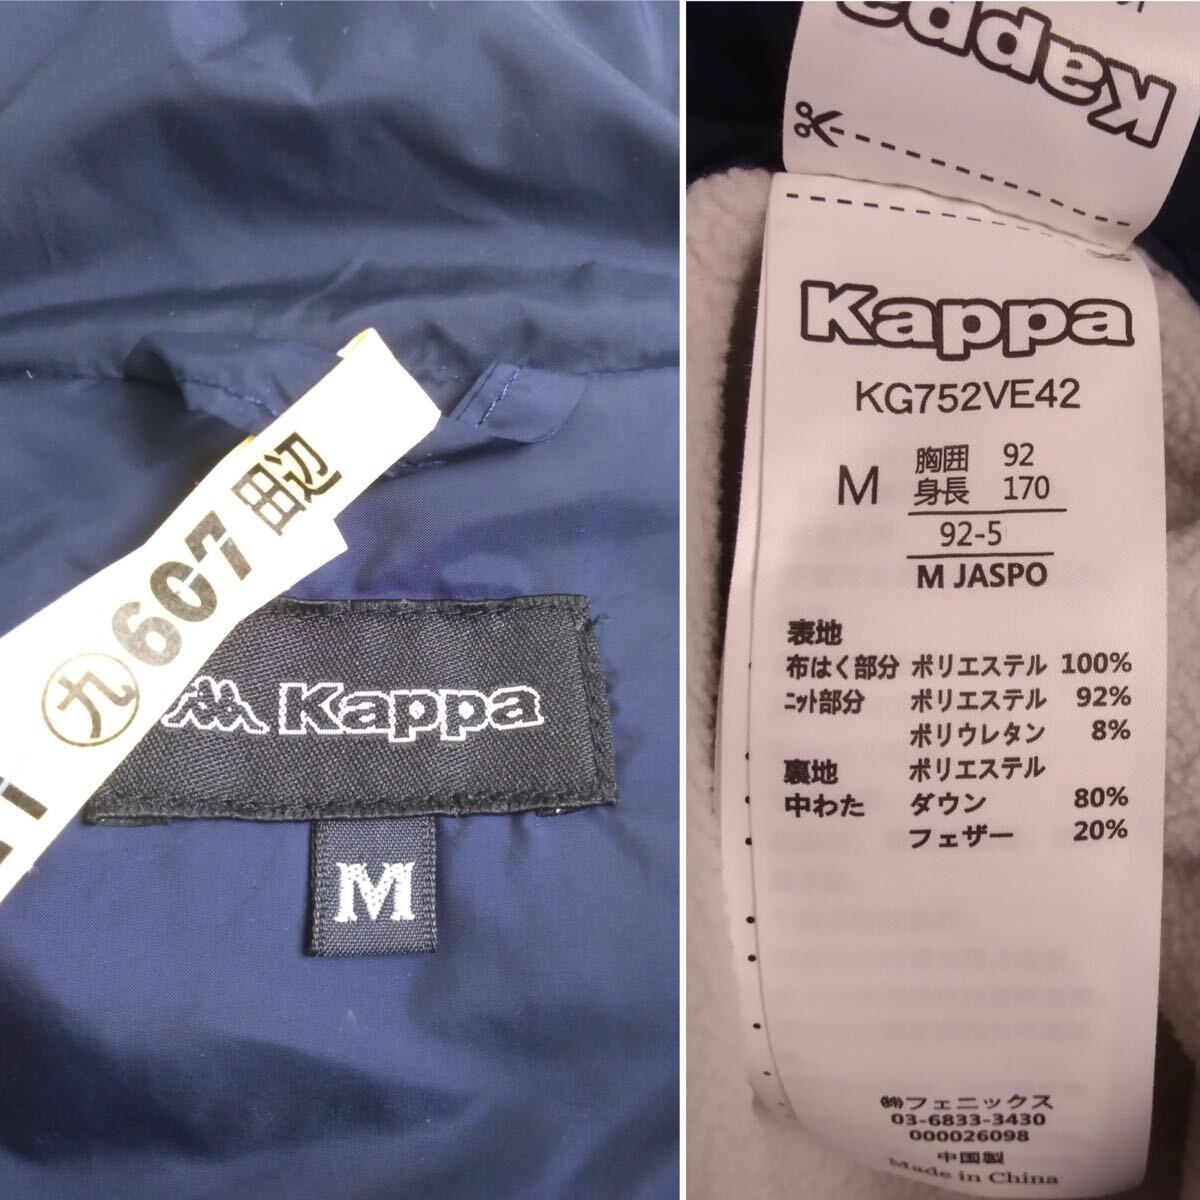 ㊈607田辺
Kappa
M
Kappa
Kappa
KG752VE42
M
胸囲 92
身長 170
92-5
M JASPO
表地
布はく部分 ポリエステル 100%
ニット部分 ポリエステル 92%
ポリウレタン 8%
裏地 ポリエステル
中わた ダウン 80%
フェザー 20%
㈱フェニックス
03-6833-3430
000026098
中国製
Made in China